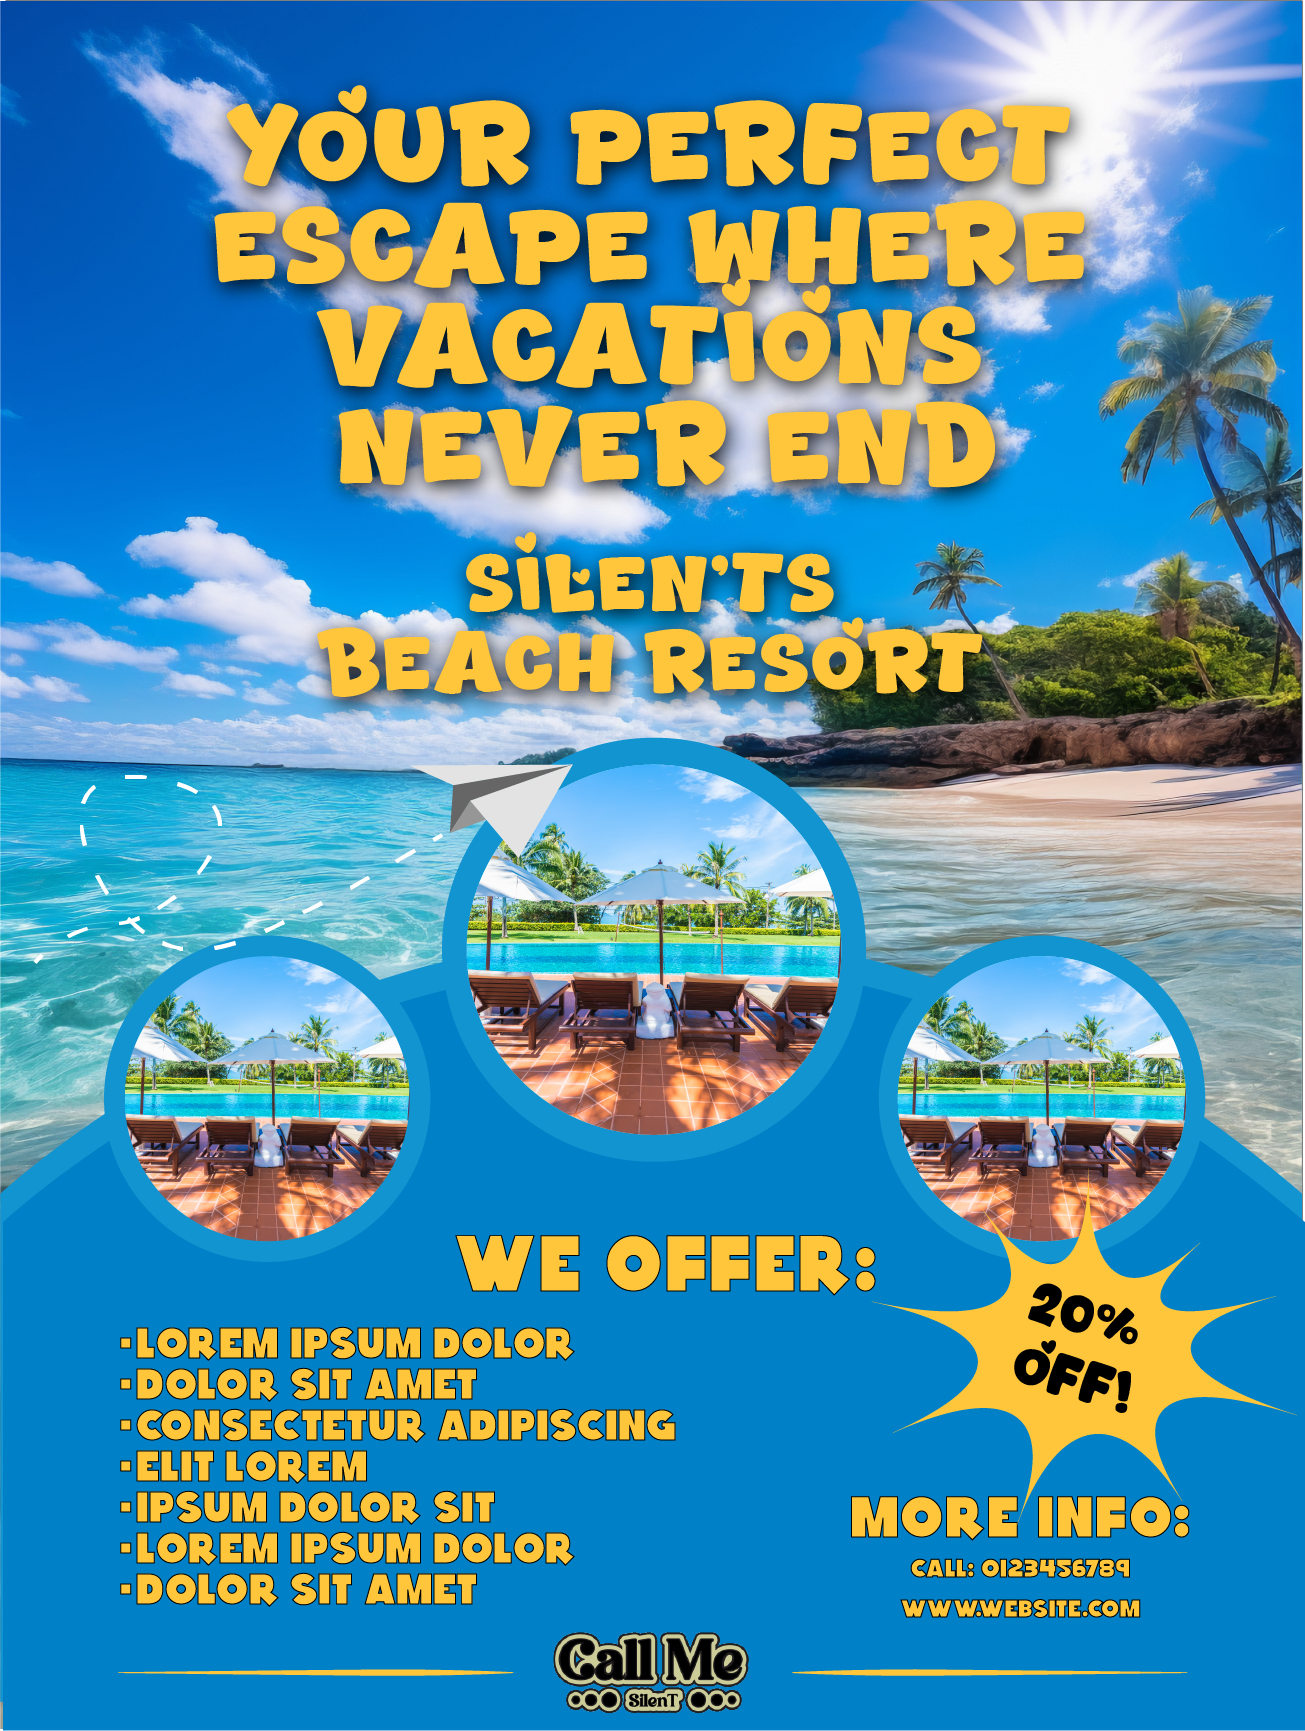 YOUR PERFECT
ESCAPE WHERE
VACATIONS
NEVER END
SILEN'TS
BEACH RESORT
WE OFFER:
▪LOREM IPSUM DOLOR
▪DOLOR SIT AMET
▪CONSECTETUR ADIPISCING
▪ELIT LOREM
▪IPSUM DOLOR SIT
▪LOREM IPSUM DOLOR
▪DOLOR SIT AMET
20%
OFF!
MORE INFO:
CALL: 0123456789
WWW.WEBSITE.COM
Call Me
SilenT